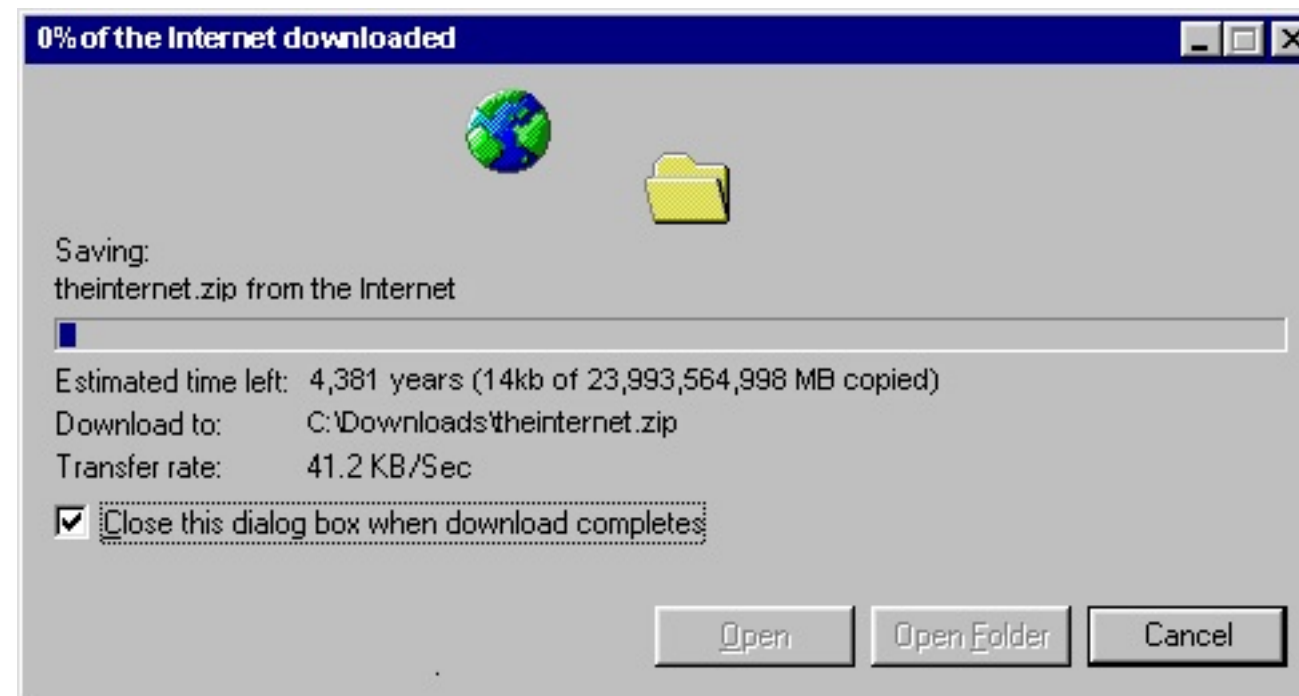 0% of the Internet downloaded
Saving:
theinternet.zip from the Internet
Estimated time left: 4,381 years (14kb of 23,993,564,998 MB copied)
Download to: C:\Downloads\theinternet.zip
Transfer rate: 41.2 KB/Sec
Close this dialog box when download completes
Open Open Folder Cancel